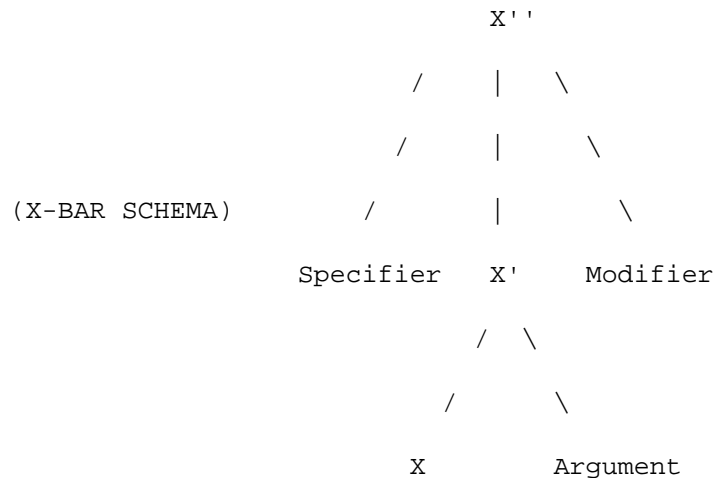 X''
/ | \
/ | \
(X-BAR SCHEMA) / | \
Specifier X' Modifier
/ \
/ \
X Argument